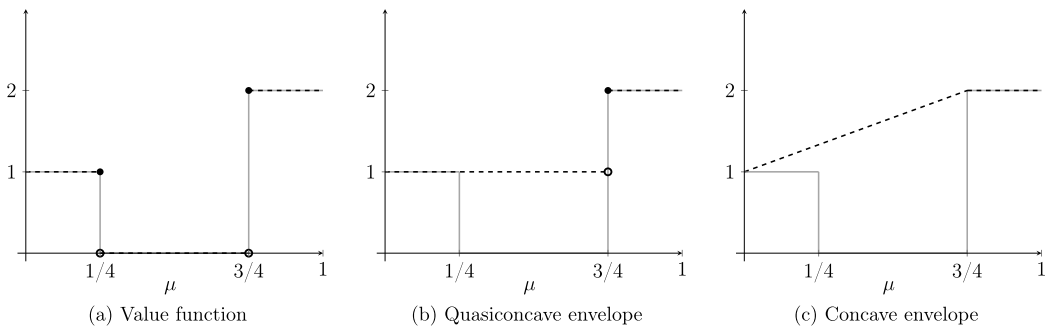 2
1
1/4
3/4
1
μ
(a) Value function
2
1
1/4
3/4
1
μ
(b) Quasiconcave envelope
2
1
1/4
3/4
1
μ
(c) Concave envelope